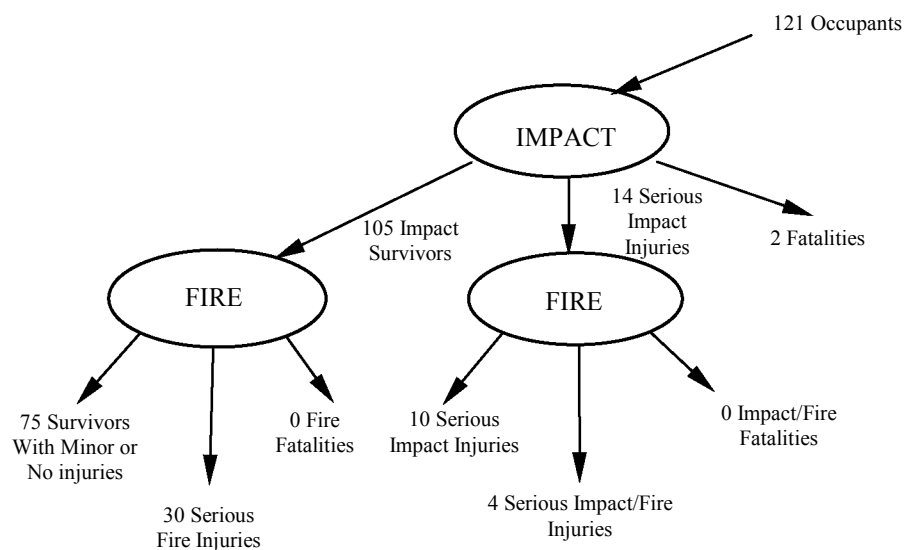 121 Occupants
IMPACT
105 Impact
Survivors
14 Serious
Impact
Injuries
2 Fatalities
FIRE
FIRE
75 Survivors
With Minor or
No injuries
0 Fire
Fatalities
10 Serious
Impact Injuries
0 Impact/Fire
Fatalities
30 Serious
Fire Injuries
4 Serious Impact/Fire
Injuries